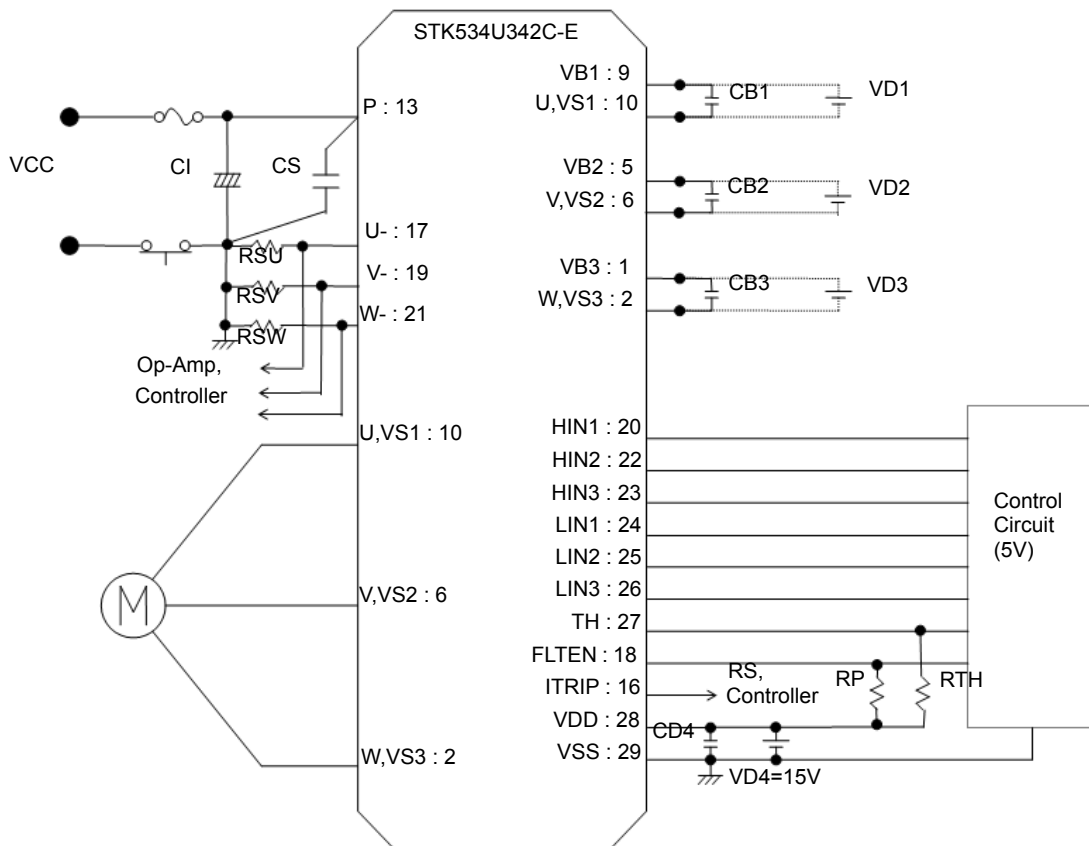 STK534U342C-E
VB1 : 9
U,VS1 : 10
CB1
VD1
P : 13
VCC
CI
CS
VB2 : 5
V,VS2 : 6
CB2
VD2
U- : 17
RSU
V- : 19
RSV
W- : 21
RSW
VB3 : 1
W,VS3 : 2
CB3
VD3
Op-Amp,
Controller
U,VS1 : 10
V,VS2 : 6
W,VS3 : 2
M
HIN1 : 20
HIN2 : 22
HIN3 : 23
LIN1 : 24
LIN2 : 25
LIN3 : 26
TH : 27
FLTEN : 18
ITRIP : 16
VDD : 28
VSS : 29
RS,
Controller
RP
RTH
CD4
VD4=15V
Control
Circuit
(5V)